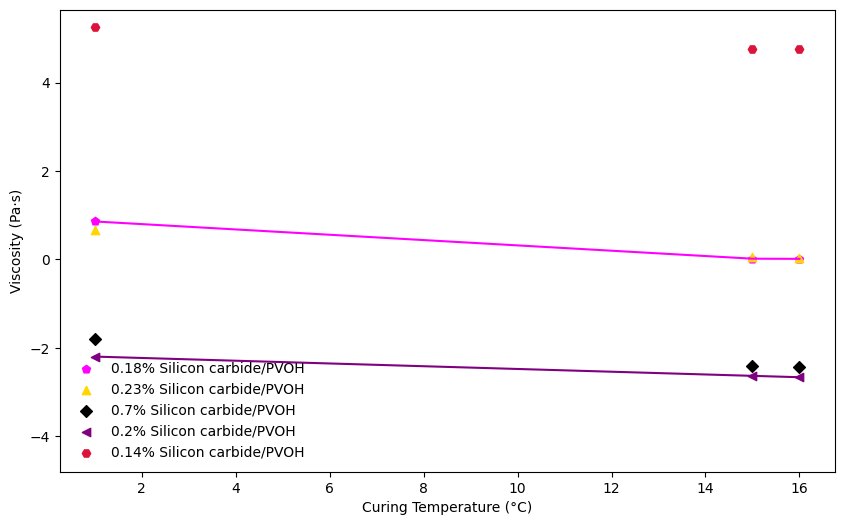 4
2
0
−2
−4
Viscosity (Pa·s)
0.18% Silicon carbide/PVOH
0.23% Silicon carbide/PVOH
0.7% Silicon carbide/PVOH
0.2% Silicon carbide/PVOH
0.14% Silicon carbide/PVOH
2 4 6 8 10 12 14 16
Curing Temperature (°C)